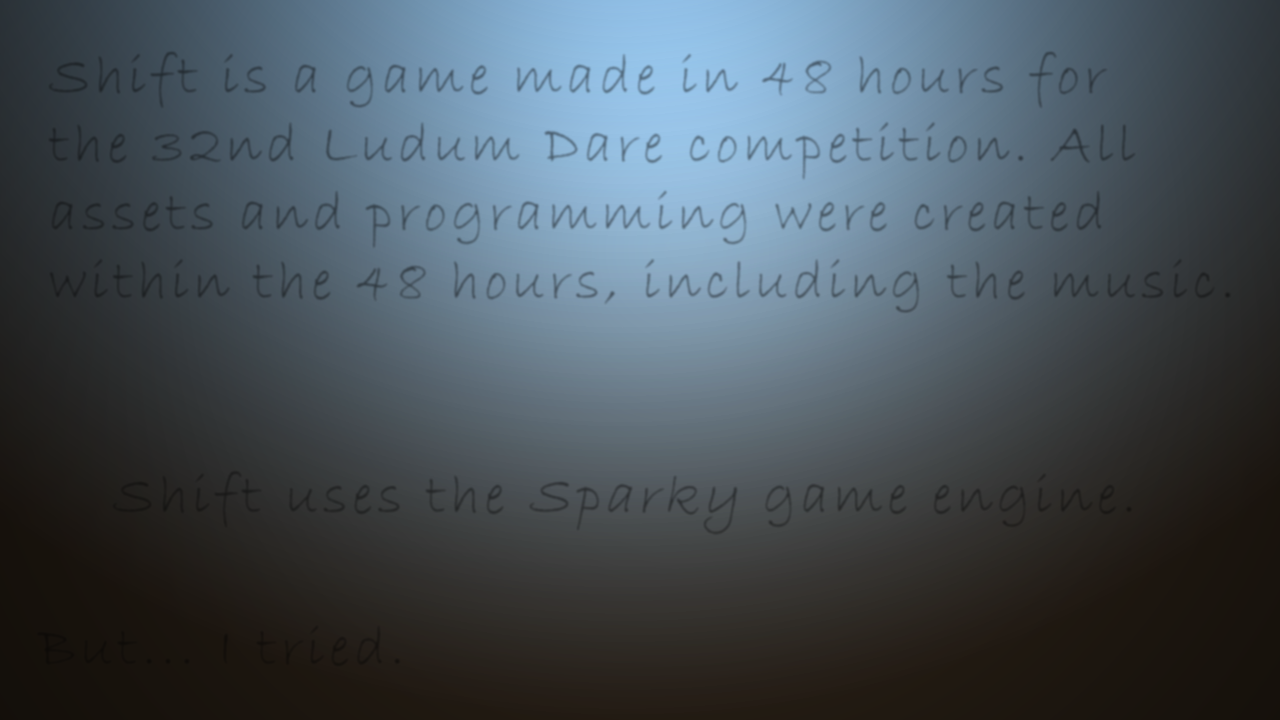 Shift is a game made in 48 hours for
the 32nd Ludum Dare competition. All
assets and programming were created
within the 48 hours, including the music.
Shift uses the Sparky game engine.
But... I tried.